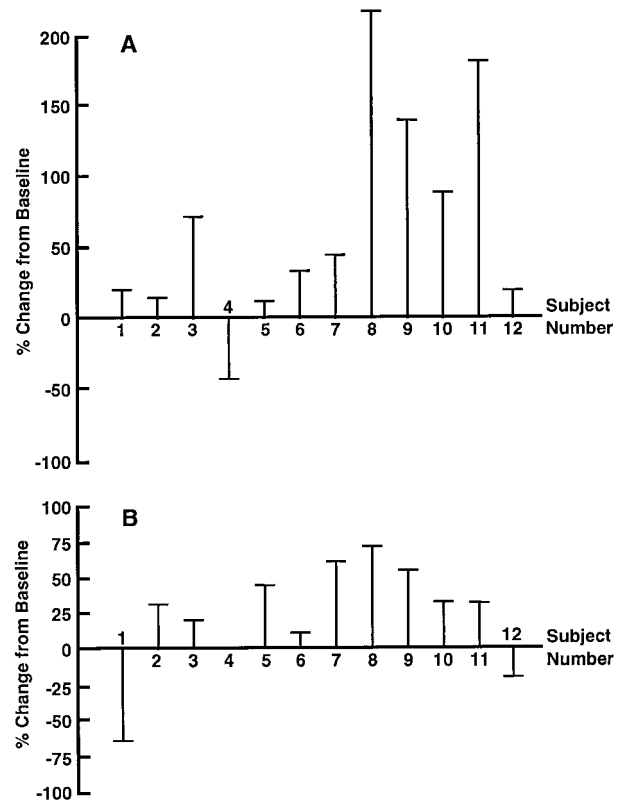 A
200
150
100
50
0
-50
-100
% Change from Baseline
4
1 2 3 5 6 7 8 9 10 11 12
Subject
Number
B
100
75
50
25
0
-25
-50
-75
-100
% Change from Baseline
1 12
2 3 4 5 6 7 8 9 10 11
Subject
Number